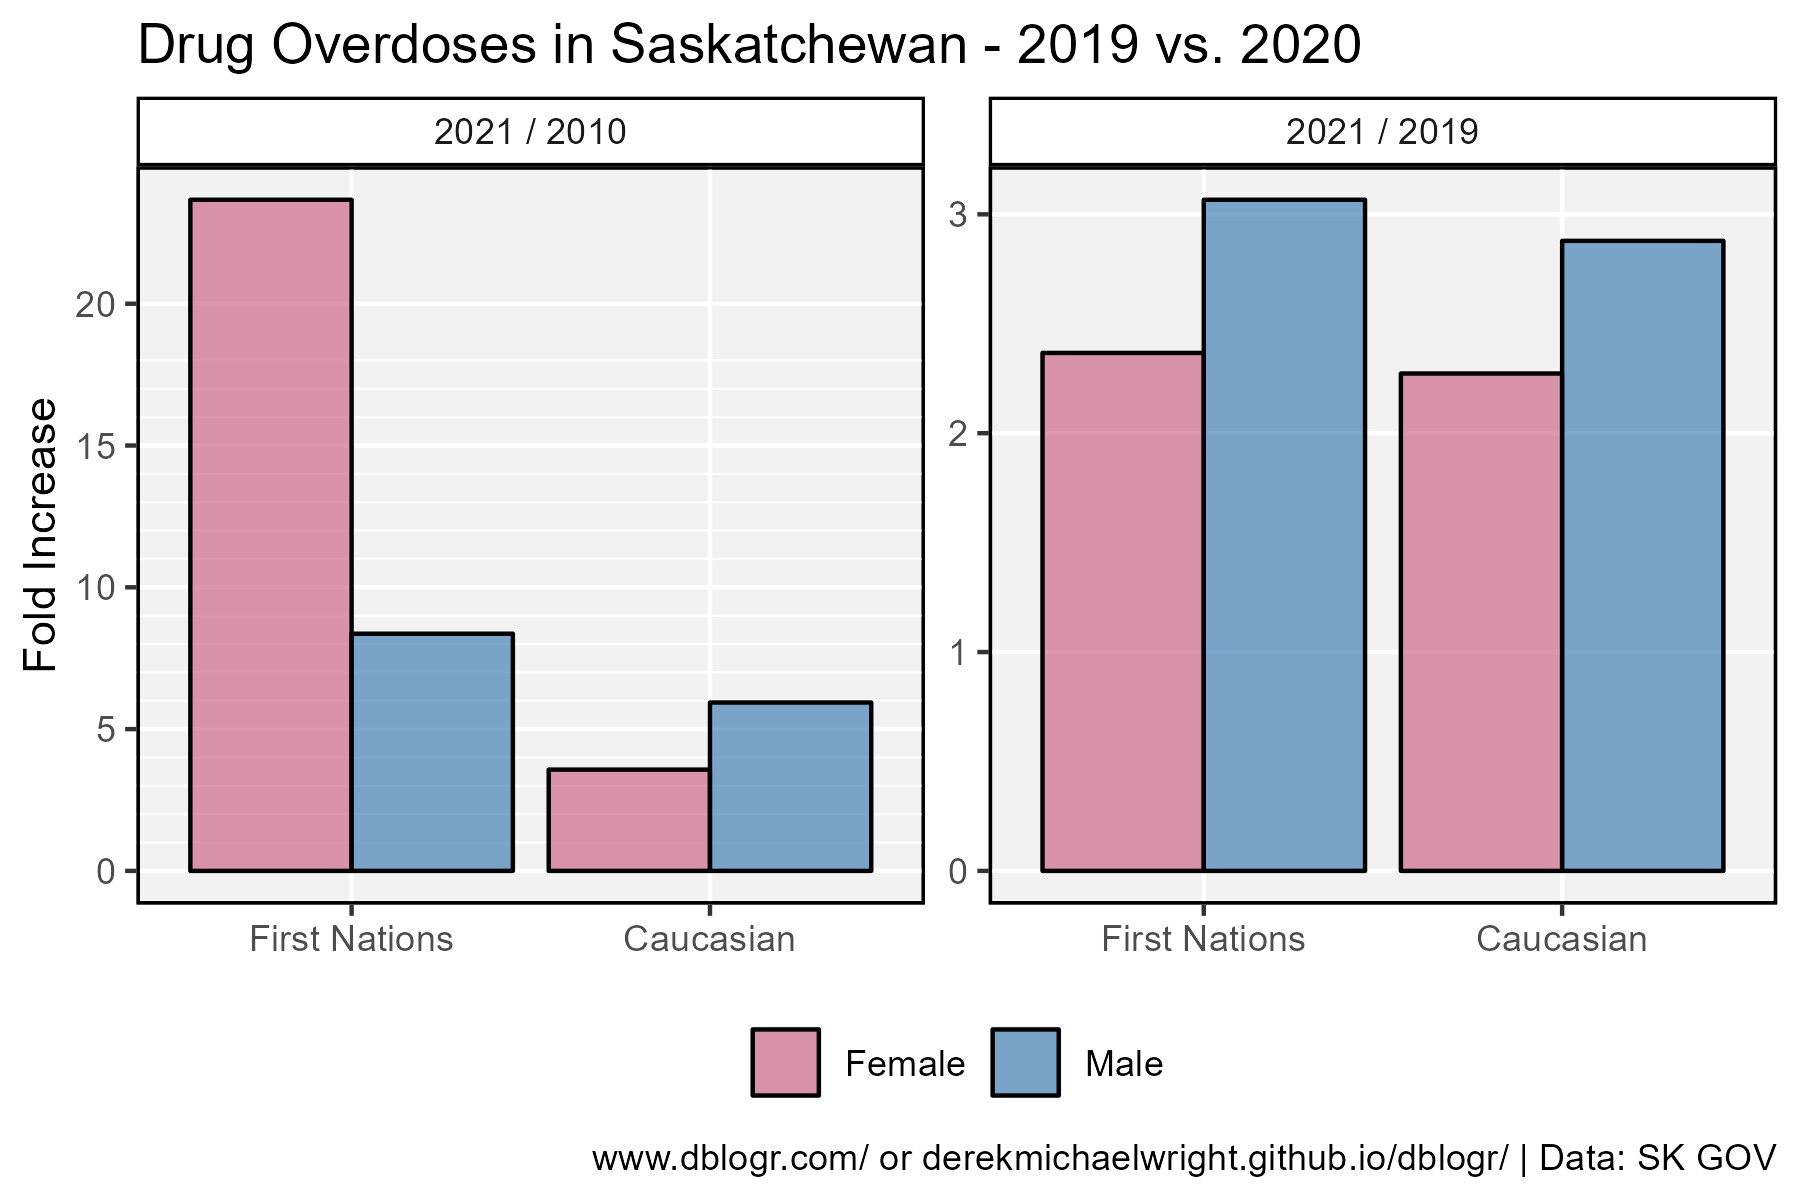 Drug Overdoses in Saskatchewan - 2019 vs. 2020
2021 / 2010
2021 / 2019
Fold Increase
20
15
10
5
0
3
2
1
0
First Nations
Caucasian
First Nations
Caucasian
Female
Male
www.dblogr.com/ or derekmichaelwright.github.io/dblogr/ | Data: SK GOV